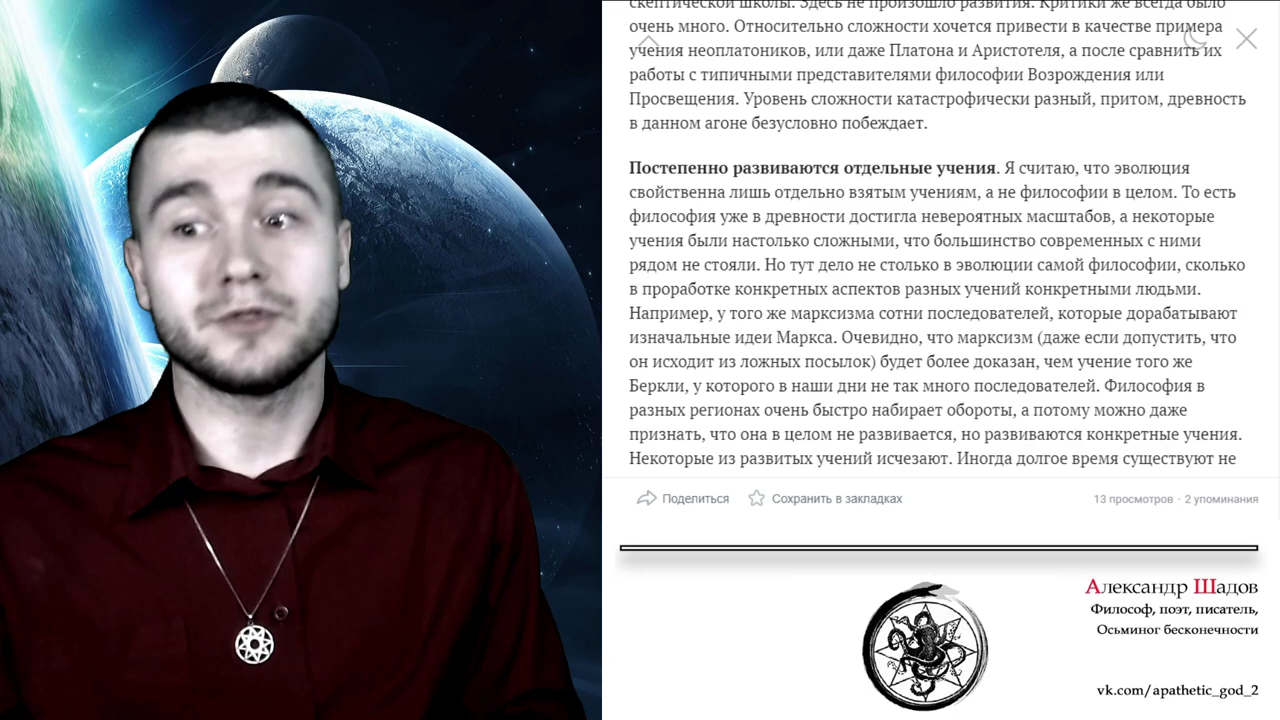 скептической школы. Здесь не произошло развития. Критики же всегда было
очень много. Относительно сложности хочется привести в качестве примера
учения неоплатоников, или даже Платона и Аристотеля, а после сравнить их
работы с типичными представителями философии Возрождения или
Просвещения. Уровень сложности катастрофически разный, притом, древность
в данном агоне безусловно побеждает.
Постепенно развиваются отдельные учения. Я считаю, что эволюция
свойственна лишь отдельно взятым учениям, а не философии в целом. То есть
философия уже в древности достигла невероятных масштабов, а некоторые
учения были настолько сложными, что большинство современных с ними
рядом не стояли. Но тут дело не столько в эволюции самой философии, сколько
в проработке конкретных аспектов разных учений конкретными людьми.
Например, у того же марксизма сотни последователей, которые дорабатывают
изначальные идеи Маркса. Очевидно, что марксизм (даже если допустить, что
он исходит из ложных посылок) будет более доказан, чем учение того же
Беркли, у которого в наши дни не так много последователей. Философия в
разных регионах очень быстро набирает обороты, а потому можно даже
признать, что она в целом не развивается, но развиваются конкретные учения.
Некоторые из развитых учений исчезают. Иногда долгое время существуют не
Поделиться Сохранить в закладках 13 просмотров · 2 упоминания
Александр Шадов
Философ, поэт, писатель,
Осьминог бесконечности
vk.com/apathetic_god_2